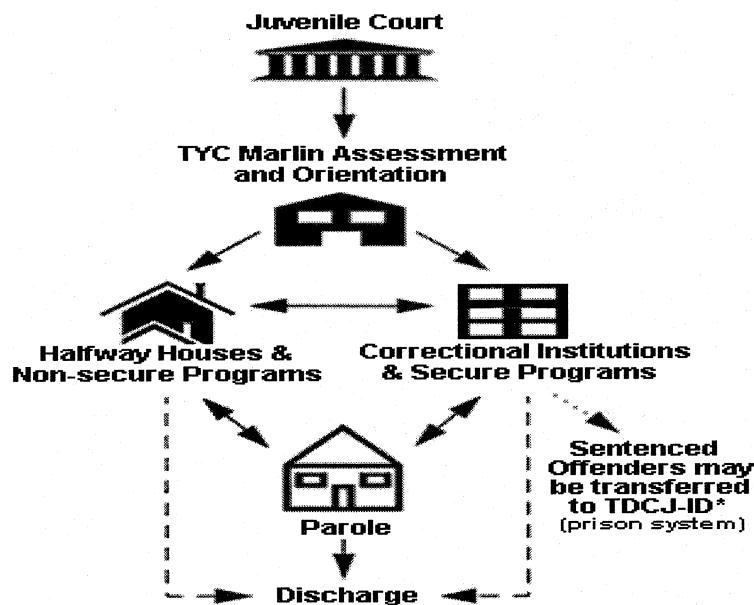 Juvenile Court
TYC Marlin Assessment
and Orientation
Halfway Houses &
Non-secure Programs
Correctional Institutions
& Secure Programs
Sentenced
Offenders may
be transferred
to TDCJ-ID*
(prison system)
Parole
Discharge